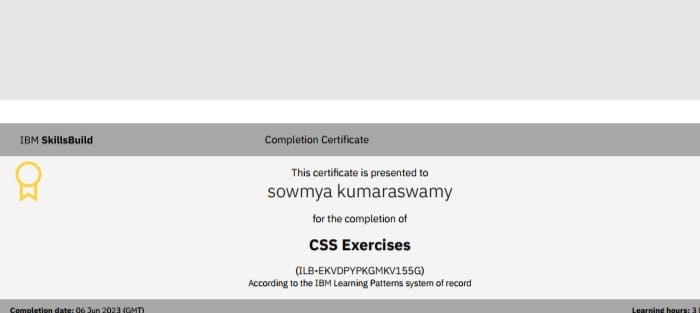 IBM SkillsBuild
Completion Certificate
This certificate is presented to
sowmya kumaraswamy
for the completion of
CSS Exercises
(ILB-EKVDPYPKGMKV155G)
According to the IBM Learning Patterns system of record
Completion date: 06 Jun 2023 (GMT)
Learning hours: 3